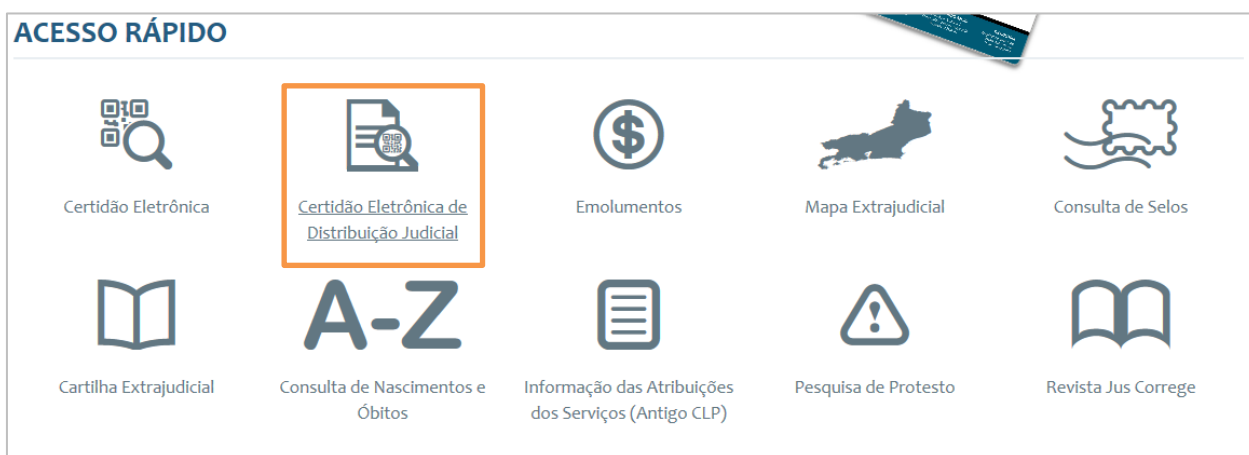 ACESSO RÁPIDO
Certidão Eletrônica
Certidão Eletrônica de
Distribuição Judicial
Emolumentos
Mapa Extrajudicial
Consulta de Selos
Cartilha Extrajudicial
A-Z
Consulta de Nascimentos e
Óbitos
Informação das Atribuições
dos Serviços (Antigo CLP)
Pesquisa de Protesto
Revista Jus Correge